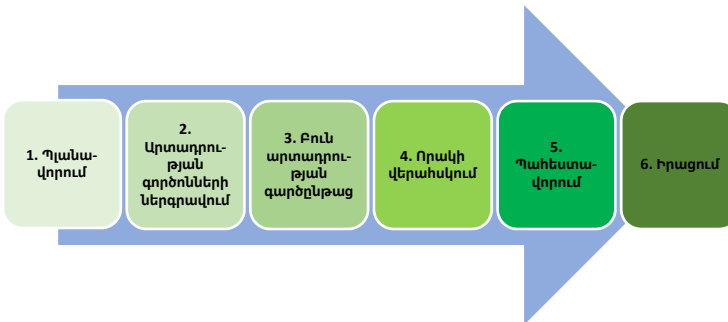 1. Պլանա-
վորում
2.
Արտադրու-
թյան
գործոնների
ներգրավում
3. Բուն
արտադրու-
թյան
գարծընթաց
4. Որակի
վերահսկում
5.
Պահեստա-
վորում
6. Իրացում